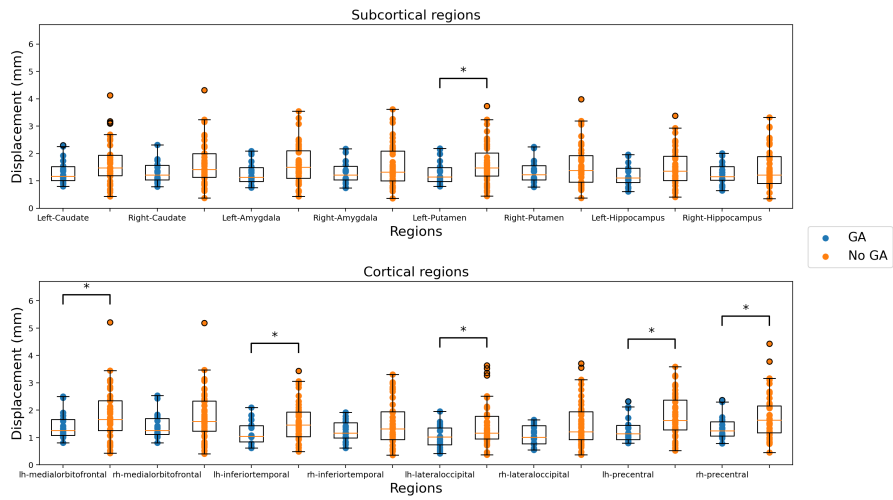 Subcortical regions
Displacement (mm)
6
5
4
3
2
1
0
*
Left-Caudate Right-Caudate Left-Amygdala Right-Amygdala Left-Putamen Right-Putamen Left-Hippocampus Right-Hippocampus
Regions
GA
No GA
Cortical regions
Displacement (mm)
6
5
4
3
2
1
0
* * * * *
lh-medialorbitofrontal rh-medialorbitofrontal lh-inferiortemporal rh-inferiortemporal lh-lateraloccipital rh-lateraloccipital lh-precentral rh-precentral
Regions